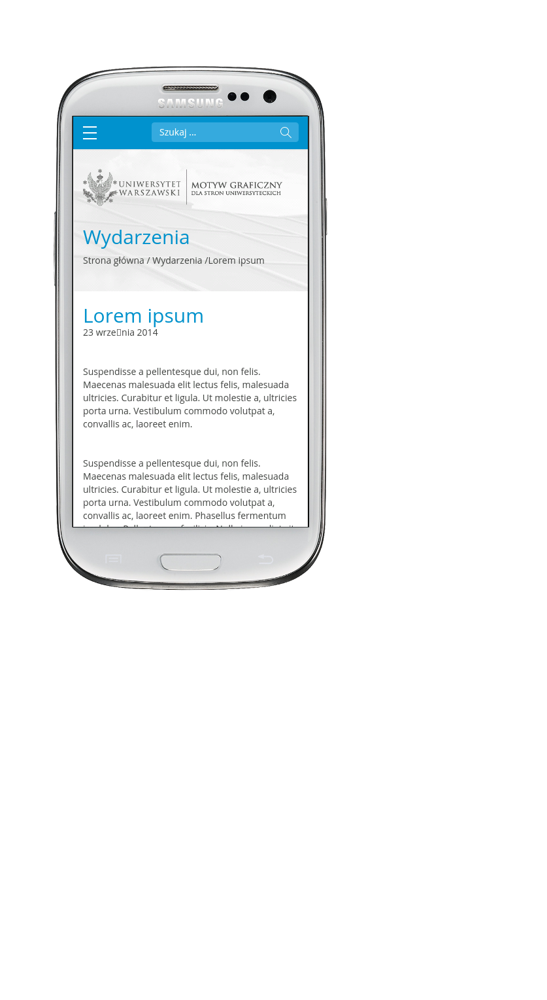 SAMSUNG
Szukaj ...
UNIWERSYTET
WARSZAWSKI
MOTYW GRAFICZNY
DLA STRON UNIWERSYTECKICH
Wydarzenia
Strona główna / Wydarzenia /Lorem ipsum
Lorem ipsum
23 wrze▯nia 2014
Suspendisse a pellentesque dui, non felis.
Maecenas malesuada elit lectus felis, malesuada
ultricies. Curabitur et ligula. Ut molestie a, ultricies
porta urna. Vestibulum commodo volutpat a,
convallis ac, laoreet enim.
Suspendisse a pellentesque dui, non felis.
Maecenas malesuada elit lectus felis, malesuada
ultricies. Curabitur et ligula. Ut molestie a, ultricies
porta urna. Vestibulum commodo volutpat a,
convallis ac, laoreet enim. Phasellus fermentum